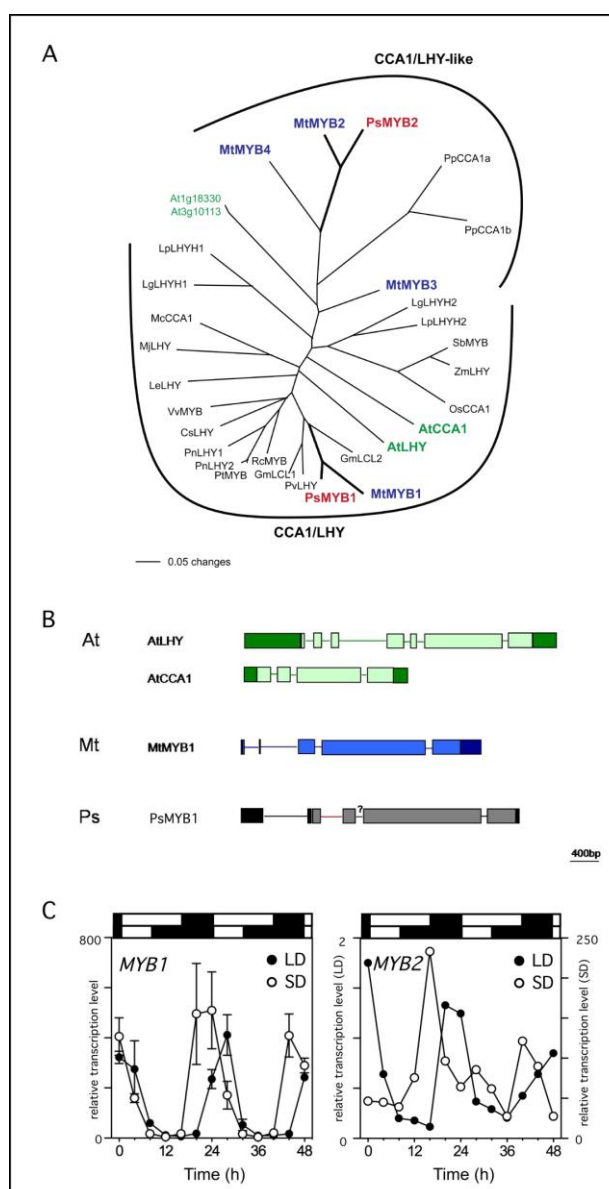 A
CCA1/LHY-like
MtMYB2
PsMYB2
MtMYB4
PpCCA1a
At1g18330
At3g10113
PpCCA1b
LpLHYH1
MtMYB3
LgLHYH1
LgLHYH2
LpLHYH2
McCCA1
SbMYB
MjLHY
ZmLHY
LeLHY
OsCCA1
VvMYB
AtCCA1
CsLHY
AtLHY
PnLHY1
PnLHY2
RcMYB
GmLCL2
PtMYB
GmLCL1
PvLHY
PsMYB1
MtMYB1
CCA1/LHY
0.05 changes
B
At
AtLHY
AtCCA1
Mt
MtMYB1
Ps
PsMYB1
?
400bp
C
800
MYB1
LD
SD
relative transcription level
0
0 12 24 36 48
Time (h)
2
250
MYB2
LD
SD
relative transcription level (LD)
relative transcription level (SD)
0
0
0 12 24 36 48
Time (h)